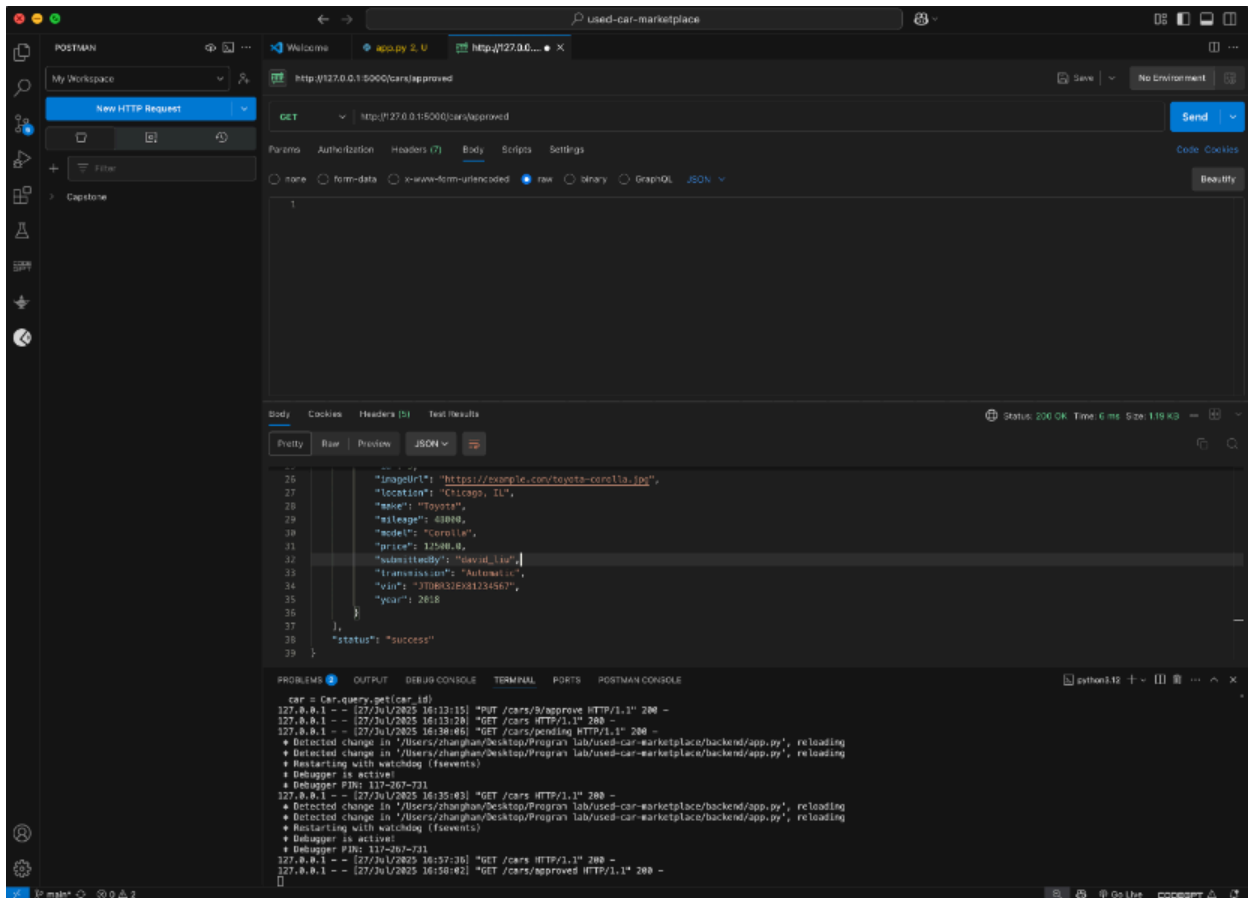 used-car-marketplace
POSTMAN
Welcome
app.py 2, U
http://127.0.0....
My Workspace
http://127.0.0.1:5000/cars/approved
Save
No Environment
New HTTP Request
GET
http://127.0.0.1:5000/cars/approved
Send
Params Authorization Headers (7) Body Scripts Settings
Code Cookies
Filter
none form-data x-www-form-urlencoded raw binary GraphQL JSON
Beautify
Capstone
1
Body Cookies Headers (5) Test Results
Status: 200 OK Time: 6 ms Size: 1.19 KB
Pretty Raw Preview JSON
26 "imageUrl": "https://example.com/toyota-corolla.jpg",
27 "location": "Chicago, IL",
28 "make": "Toyota",
29 "mileage": 48000,
30 "model": "Corolla",
31 "price": 12500.0,
32 "submittedBy": "david_liu",
33 "transmission": "Automatic",
34 "vin": "JTDBR32EX81234567",
35 "year": 2018
36 }
37 ],
38 "status": "success"
39 }
PROBLEMS 2 OUTPUT DEBUG CONSOLE TERMINAL PORTS POSTMAN CONSOLE
python3.12
car = Car.query.get(car_id)
127.0.0.1 - - [27/Jul/2025 16:13:15] "PUT /cars/9/approve HTTP/1.1" 200 -
127.0.0.1 - - [27/Jul/2025 16:13:20] "GET /cars HTTP/1.1" 200 -
127.0.0.1 - - [27/Jul/2025 16:30:06] "GET /cars/pending HTTP/1.1" 200 -
* Detected change in '/Users/zhanghan/Desktop/Program lab/used-car-marketplace/backend/app.py', reloading
* Detected change in '/Users/zhanghan/Desktop/Program lab/used-car-marketplace/backend/app.py', reloading
* Restarting with watchdog (fsevents)
* Debugger is active!
* Debugger PIN: 117-267-731
127.0.0.1 - - [27/Jul/2025 16:35:03] "GET /cars HTTP/1.1" 200 -
* Detected change in '/Users/zhanghan/Desktop/Program lab/used-car-marketplace/backend/app.py', reloading
* Detected change in '/Users/zhanghan/Desktop/Program lab/used-car-marketplace/backend/app.py', reloading
* Restarting with watchdog (fsevents)
* Debugger is active!
* Debugger PIN: 117-267-731
127.0.0.1 - - [27/Jul/2025 16:57:36] "GET /cars HTTP/1.1" 200 -
127.0.0.1 - - [27/Jul/2025 16:58:02] "GET /cars/approved HTTP/1.1" 200 -
main* 0 2
Go Live CODEGPT